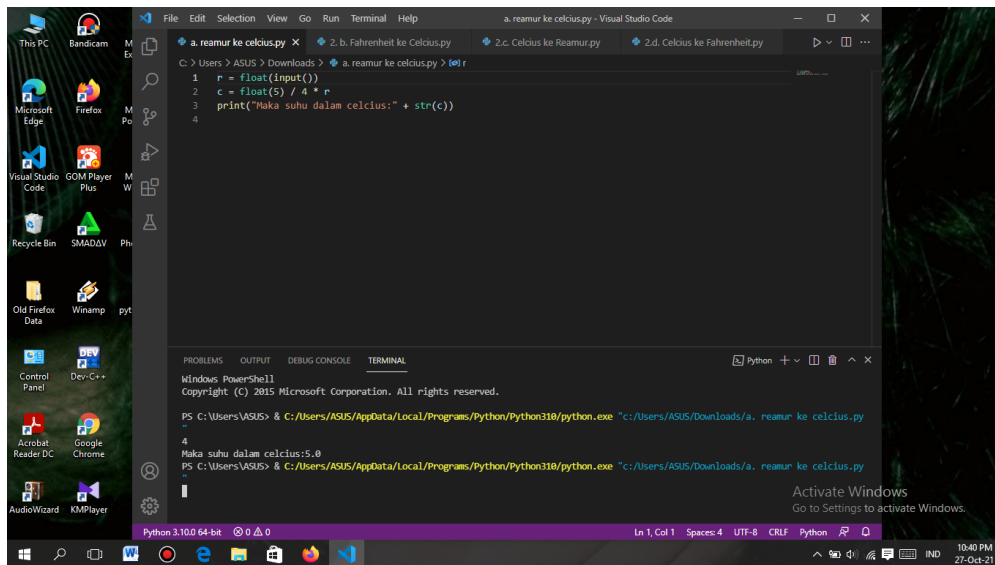 File Edit Selection View Go Run Terminal Help
a. reamur ke celcius.py - Visual Studio Code
a. reamur ke celcius.py
2. b. Fahrenheit ke Celcius.py
2.c. Celcius ke Reamur.py
2.d. Celcius ke Fahrenheit.py
C: > Users > ASUS > Downloads > a. reamur ke celcius.py > r
1 r = float(input())
2 c = float(5) / 4 * r
3 print("Maka suhu dalam celcius:" + str(c))
4
PROBLEMS OUTPUT DEBUG CONSOLE TERMINAL
Python
Windows PowerShell
Copyright (C) 2015 Microsoft Corporation. All rights reserved.
PS C:\Users\ASUS> & C:/Users/ASUS/AppData/Local/Programs/Python/Python310/python.exe "c:/Users/ASUS/Downloads/a. reamur ke celcius.py
"
4
Maka suhu dalam celcius:5.0
PS C:\Users\ASUS> & C:/Users/ASUS/AppData/Local/Programs/Python/Python310/python.exe "c:/Users/ASUS/Downloads/a. reamur ke celcius.py
"
Python 3.10.0 64-bit 0 0
Ln 1, Col 1 Spaces: 4 UTF-8 CRLF Python
This PC
Bandicam
M
Ex
Microsoft
Edge
Firefox
M
Po
Visual Studio
Code
GOM Player
Plus
M
W
Recycle Bin
SMADΔV
Ph
Old Firefox
Data
Winamp
pyt
Control
Panel
DEV
Dev-C++
Acrobat
Reader DC
Google
Chrome
AudioWizard
KMPlayer
Activate Windows
Go to Settings to activate Windows.
IND
10:40 PM
27-Oct-21